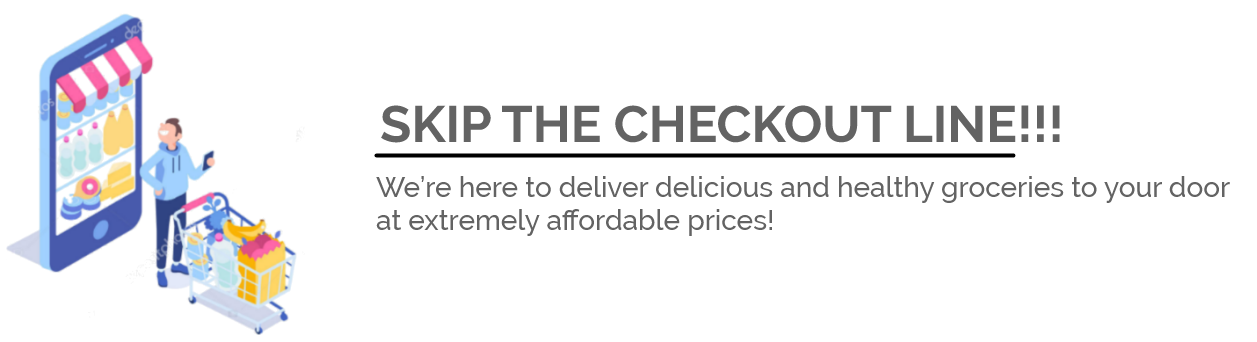 SKIP THE CHECKOUT LINE!!!
We're here to deliver delicious and healthy groceries to your door
at extremely affordable prices!